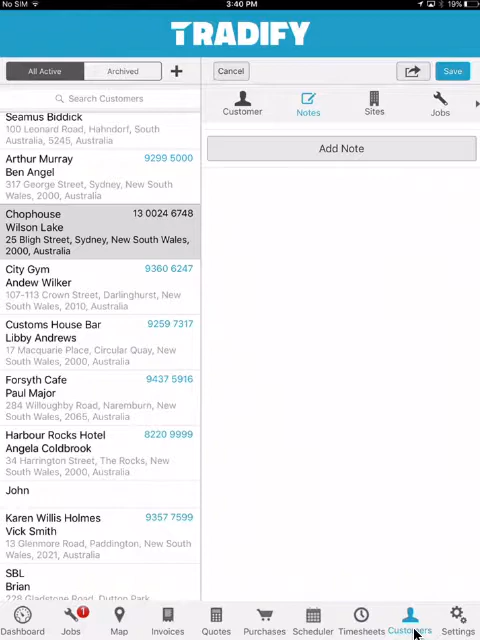 No SIM
3:40 PM
19%
TRADIFY
All Active
Archived
+
Cancel
Save
Search Customers
Customer
Notes
Sites
Jobs
Add Note
Seamus Biddick
100 Leonard Road, Hahndorf, South
Australia, 5245, Australia
Arthur Murray
9299 5000
Ben Angel
317 George Street, Sydney, New South
Wales, 2000, Australia
Chophouse
13 0024 6748
Wilson Lake
25 Bligh Street, Sydney, New South Wales,
2000, Australia
City Gym
9360 6247
Andew Wilker
107-113 Crown Street, Darlinghurst, New
South Wales, 2010, Australia
Customs House Bar
9259 7317
Libby Andrews
17 Macquarie Place, Circular Quay, New
South Wales, 2000, Australia
Forsyth Cafe
9437 5916
Paul Major
284 Willoughby Road, Naremburn, New
South Wales, 2065, Australia
Harbour Rocks Hotel
8220 9999
Angela Coldbrook
34 Harrington Street, The Rocks, New
South Wales, 2000, Australia
John
Karen Willis Holmes
9357 7599
Vick Smith
13 Glenmore Road, Paddington, New South
Wales, 2021, Australia
SBL
Brian
228 Gladstone Road, Dutton Park
Dashboard
Jobs
1
Map
Invoices
Quotes
Purchases
Scheduler
Timesheets
Customers
Settings